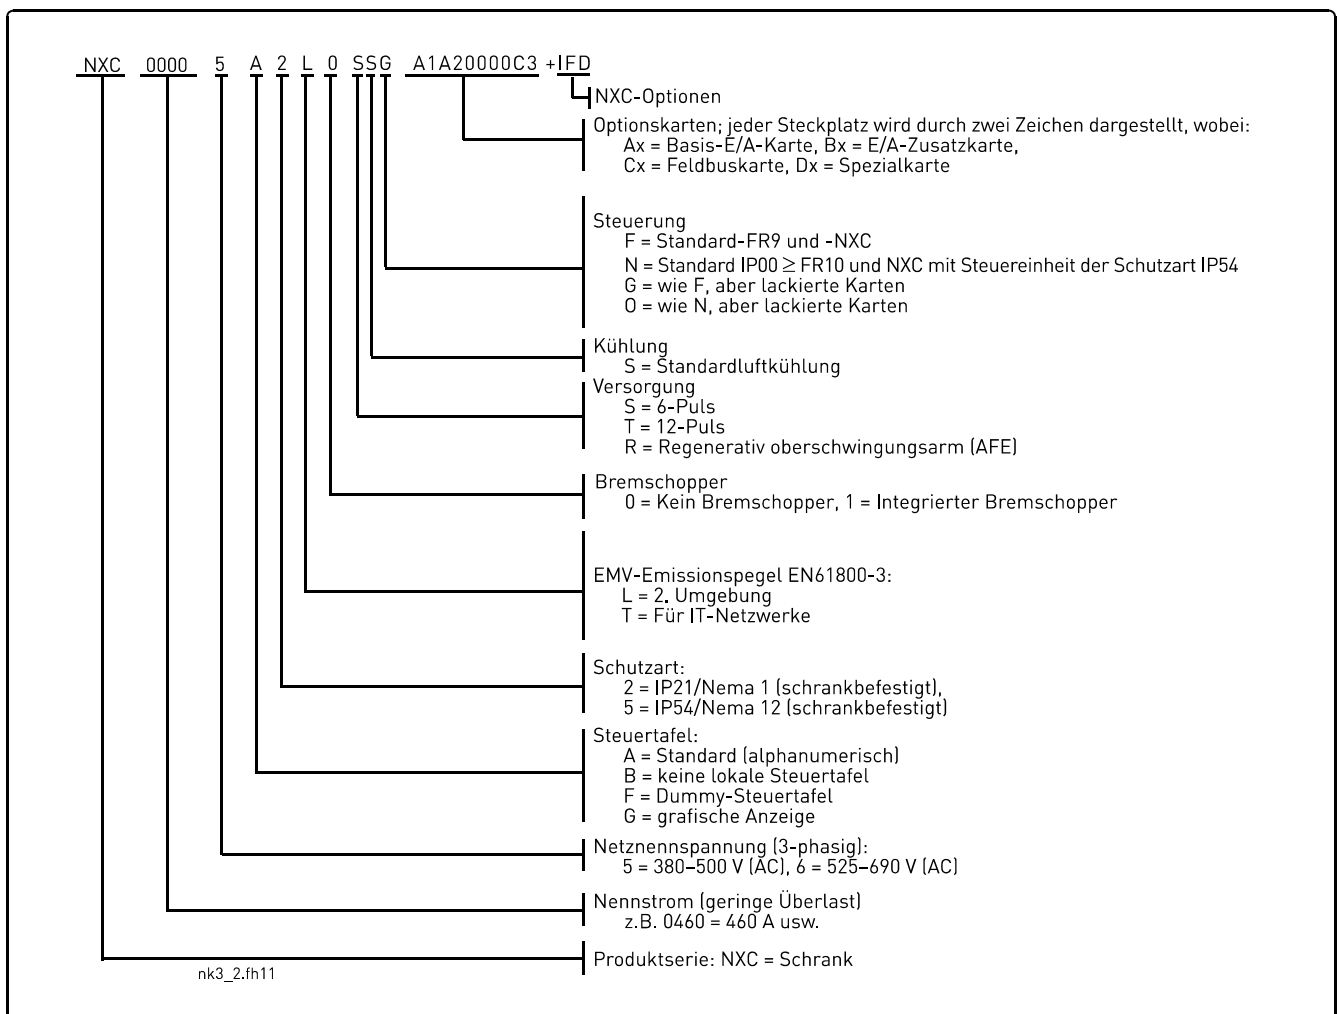 NXC 0000 5 A 2 L 0 SSG A1A20000C3 +IFD
NXC-Optionen
Optionskarten; jeder Steckplatz wird durch zwei Zeichen dargestellt, wobei:
Ax = Basis-E/A-Karte, Bx = E/A-Zusatzkarte,
Cx = Feldbuskarte, Dx = Spezialkarte
Steuerung
F = Standard-FR9 und -NXC
N = Standard IP00 ≥ FR10 und NXC mit Steuereinheit der Schutzart IP54
G = wie F, aber lackierte Karten
O = wie N, aber lackierte Karten
Kühlung
S = Standardluftkühlung
Versorgung
S = 6-Puls
T = 12-Puls
R = Regenerativ oberschwingungsarm (AFE)
Bremschopper
0 = Kein Bremschopper, 1 = Integrierter Bremschopper
EMV-Emissionspegel EN61800-3:
L = 2. Umgebung
T = Für IT-Netzwerke
Schutzart:
2 = IP21/Nema 1 (schrankbefestigt),
5 = IP54/Nema 12 (schrankbefestigt)
Steuertafel:
A = Standard (alphanumerisch)
B = keine lokale Steuertafel
F = Dummy-Steuertafel
G = grafische Anzeige
Netznennspannung (3-phasig):
5 = 380–500 V (AC), 6 = 525–690 V (AC)
Nennstrom (geringe Überlast)
z.B. 0460 = 460 A usw.
Produktserie: NXC = Schrank
nk3_2.fh11